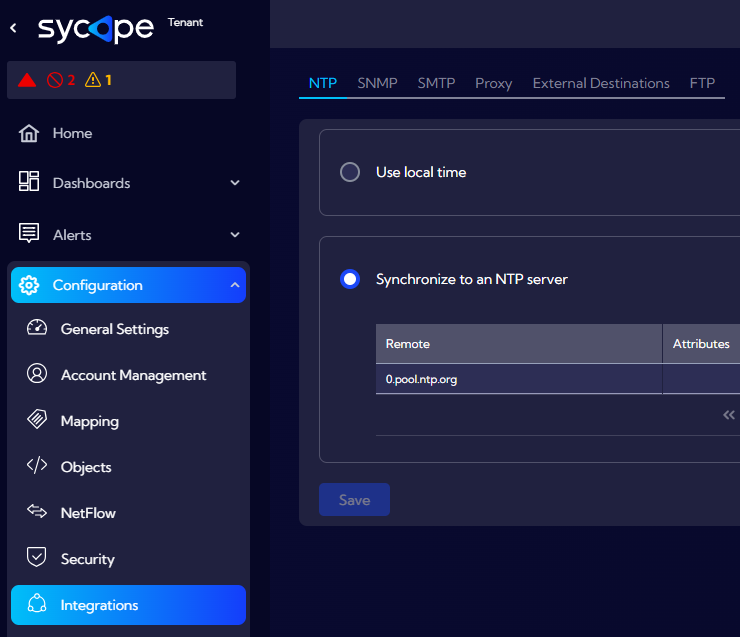 sycope Tenant
2 1
Home
Dashboards
Alerts
Configuration
General Settings
Account Management
Mapping
Objects
NetFlow
Security
Integrations
NTP SNMP SMTP Proxy External Destinations FTP
Use local time
Synchronize to an NTP server
Remote Attributes
0.pool.ntp.org
Save